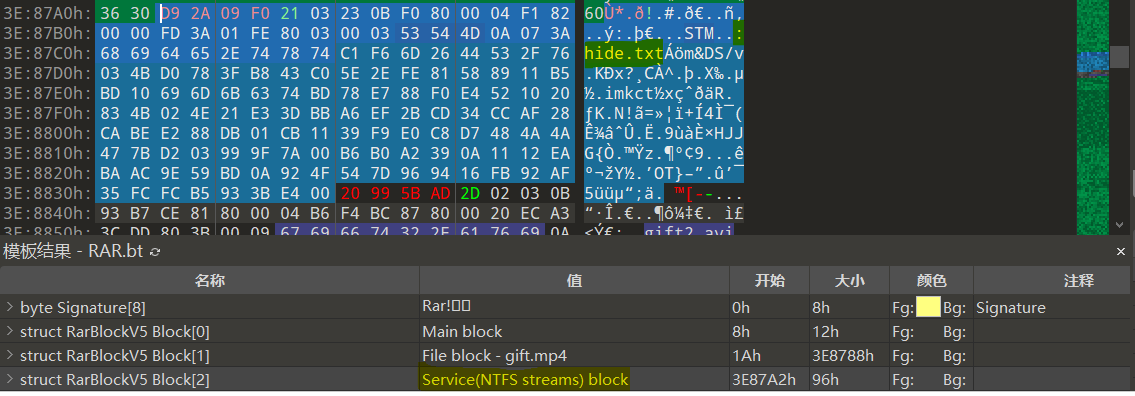 3E:87A0h: 36 30 D9 2A 09 F0 21 03 23 0B F0 80 00 04 F1 82 60Ù*.ð!.#.ð€..ñ‚
3E:87B0h: 00 00 FD 3A 01 FE 80 03 00 03 53 54 4D 0A 07 3A ..ý:.þ€...STM..:
3E:87C0h: 68 69 64 65 2E 74 78 74 C1 F6 6D 26 44 53 2F 76 hide.txtÁöm&DS/v
3E:87D0h: 03 4B D0 78 3F B8 43 C0 5E 2E FE 81 58 89 11 B5 .KÐx?¸CÀ^.þ.X‰.µ
3E:87E0h: BD 10 69 6D 6B 63 74 BD 78 E7 88 F0 E4 52 10 20 ½.imkct½xçˆðäR.
3E:87F0h: 83 4B 02 4E 21 E3 3D BB A6 EF 2B CD 34 CC AF 28 ƒK.N!ã=»¦ï+Í4Ì¯(
3E:8800h: CA BE E2 88 DB 01 CB 11 39 F9 E0 C8 D7 48 4A 4A Ê¾âˆÛ.Ë.9ùàÈ×HJJ
3E:8810h: 47 7B D2 03 99 9F 7A 00 B6 B0 A2 39 0A 11 12 EA G{Ò.™Ÿz.¶°¢9...ê
3E:8820h: BA AC 9E 59 BD 0A 92 4F 54 7D 96 94 16 FB 92 AF º¬žY½.’OT}–”.û’¯
3E:8830h: 35 FC FC B5 93 3B E4 00 20 99 5B AD 2D 02 03 0B 5üüµ“;ä. ™[--...
3E:8840h: 93 B7 CE 81 80 00 04 B6 F4 BC 87 80 00 20 EC A3 “·Î.€..¶ô¼‡€. ì£
3E:8850h: 3C DD 80 3B 00 09 67 69 66 74 32 2E 61 76 69 0A <Ý€;..gift2.avi.
模板结果 - RAR.bt
名称 值 开始 大小 颜色 注释
byte Signature[8] Rar! 0h 8h Fg: Bg: Signature
struct RarBlockV5 Block[0] Main block 8h 12h Fg: Bg:
struct RarBlockV5 Block[1] File block - gift.mp4 1Ah 3E8788h Fg: Bg:
struct RarBlockV5 Block[2] Service(NTFS streams) block 3E87A2h 96h Fg: Bg: